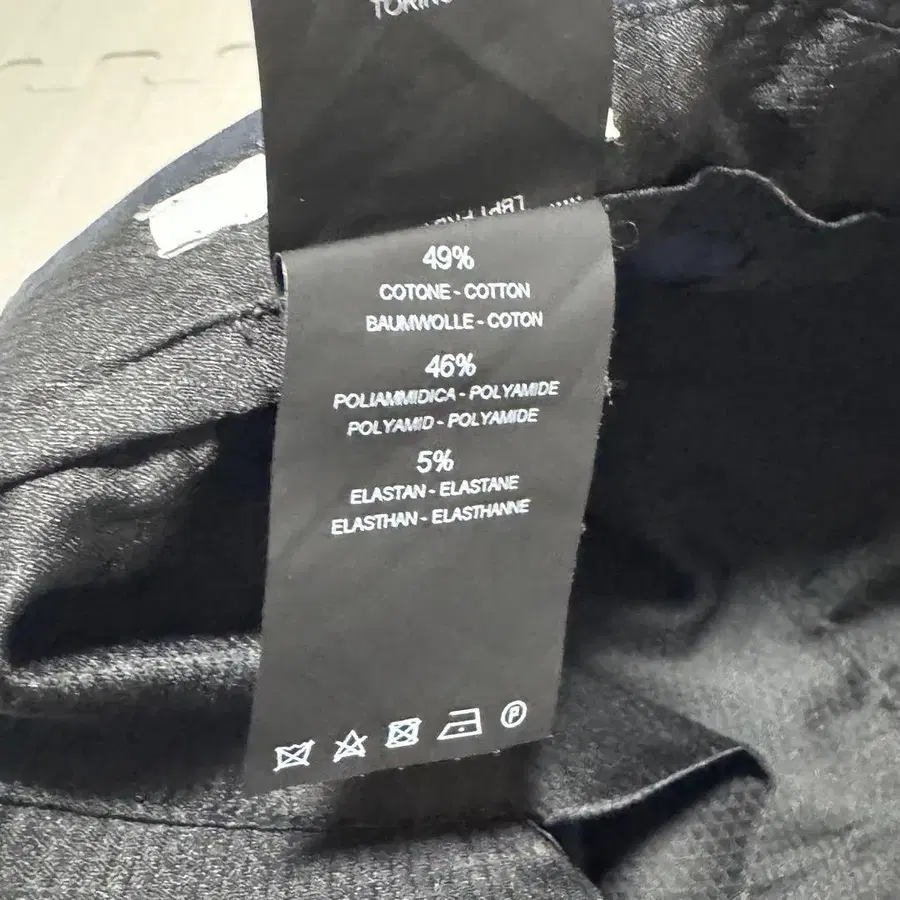 49%
COTONE - COTTON
BAUMWOLLE - COTON
46%
POLIAMMIDICA - POLYAMIDE
POLYAMID - POLYAMIDE
5%
ELASTAN - ELASTANE
ELASTHAN - ELASTHANNE
P